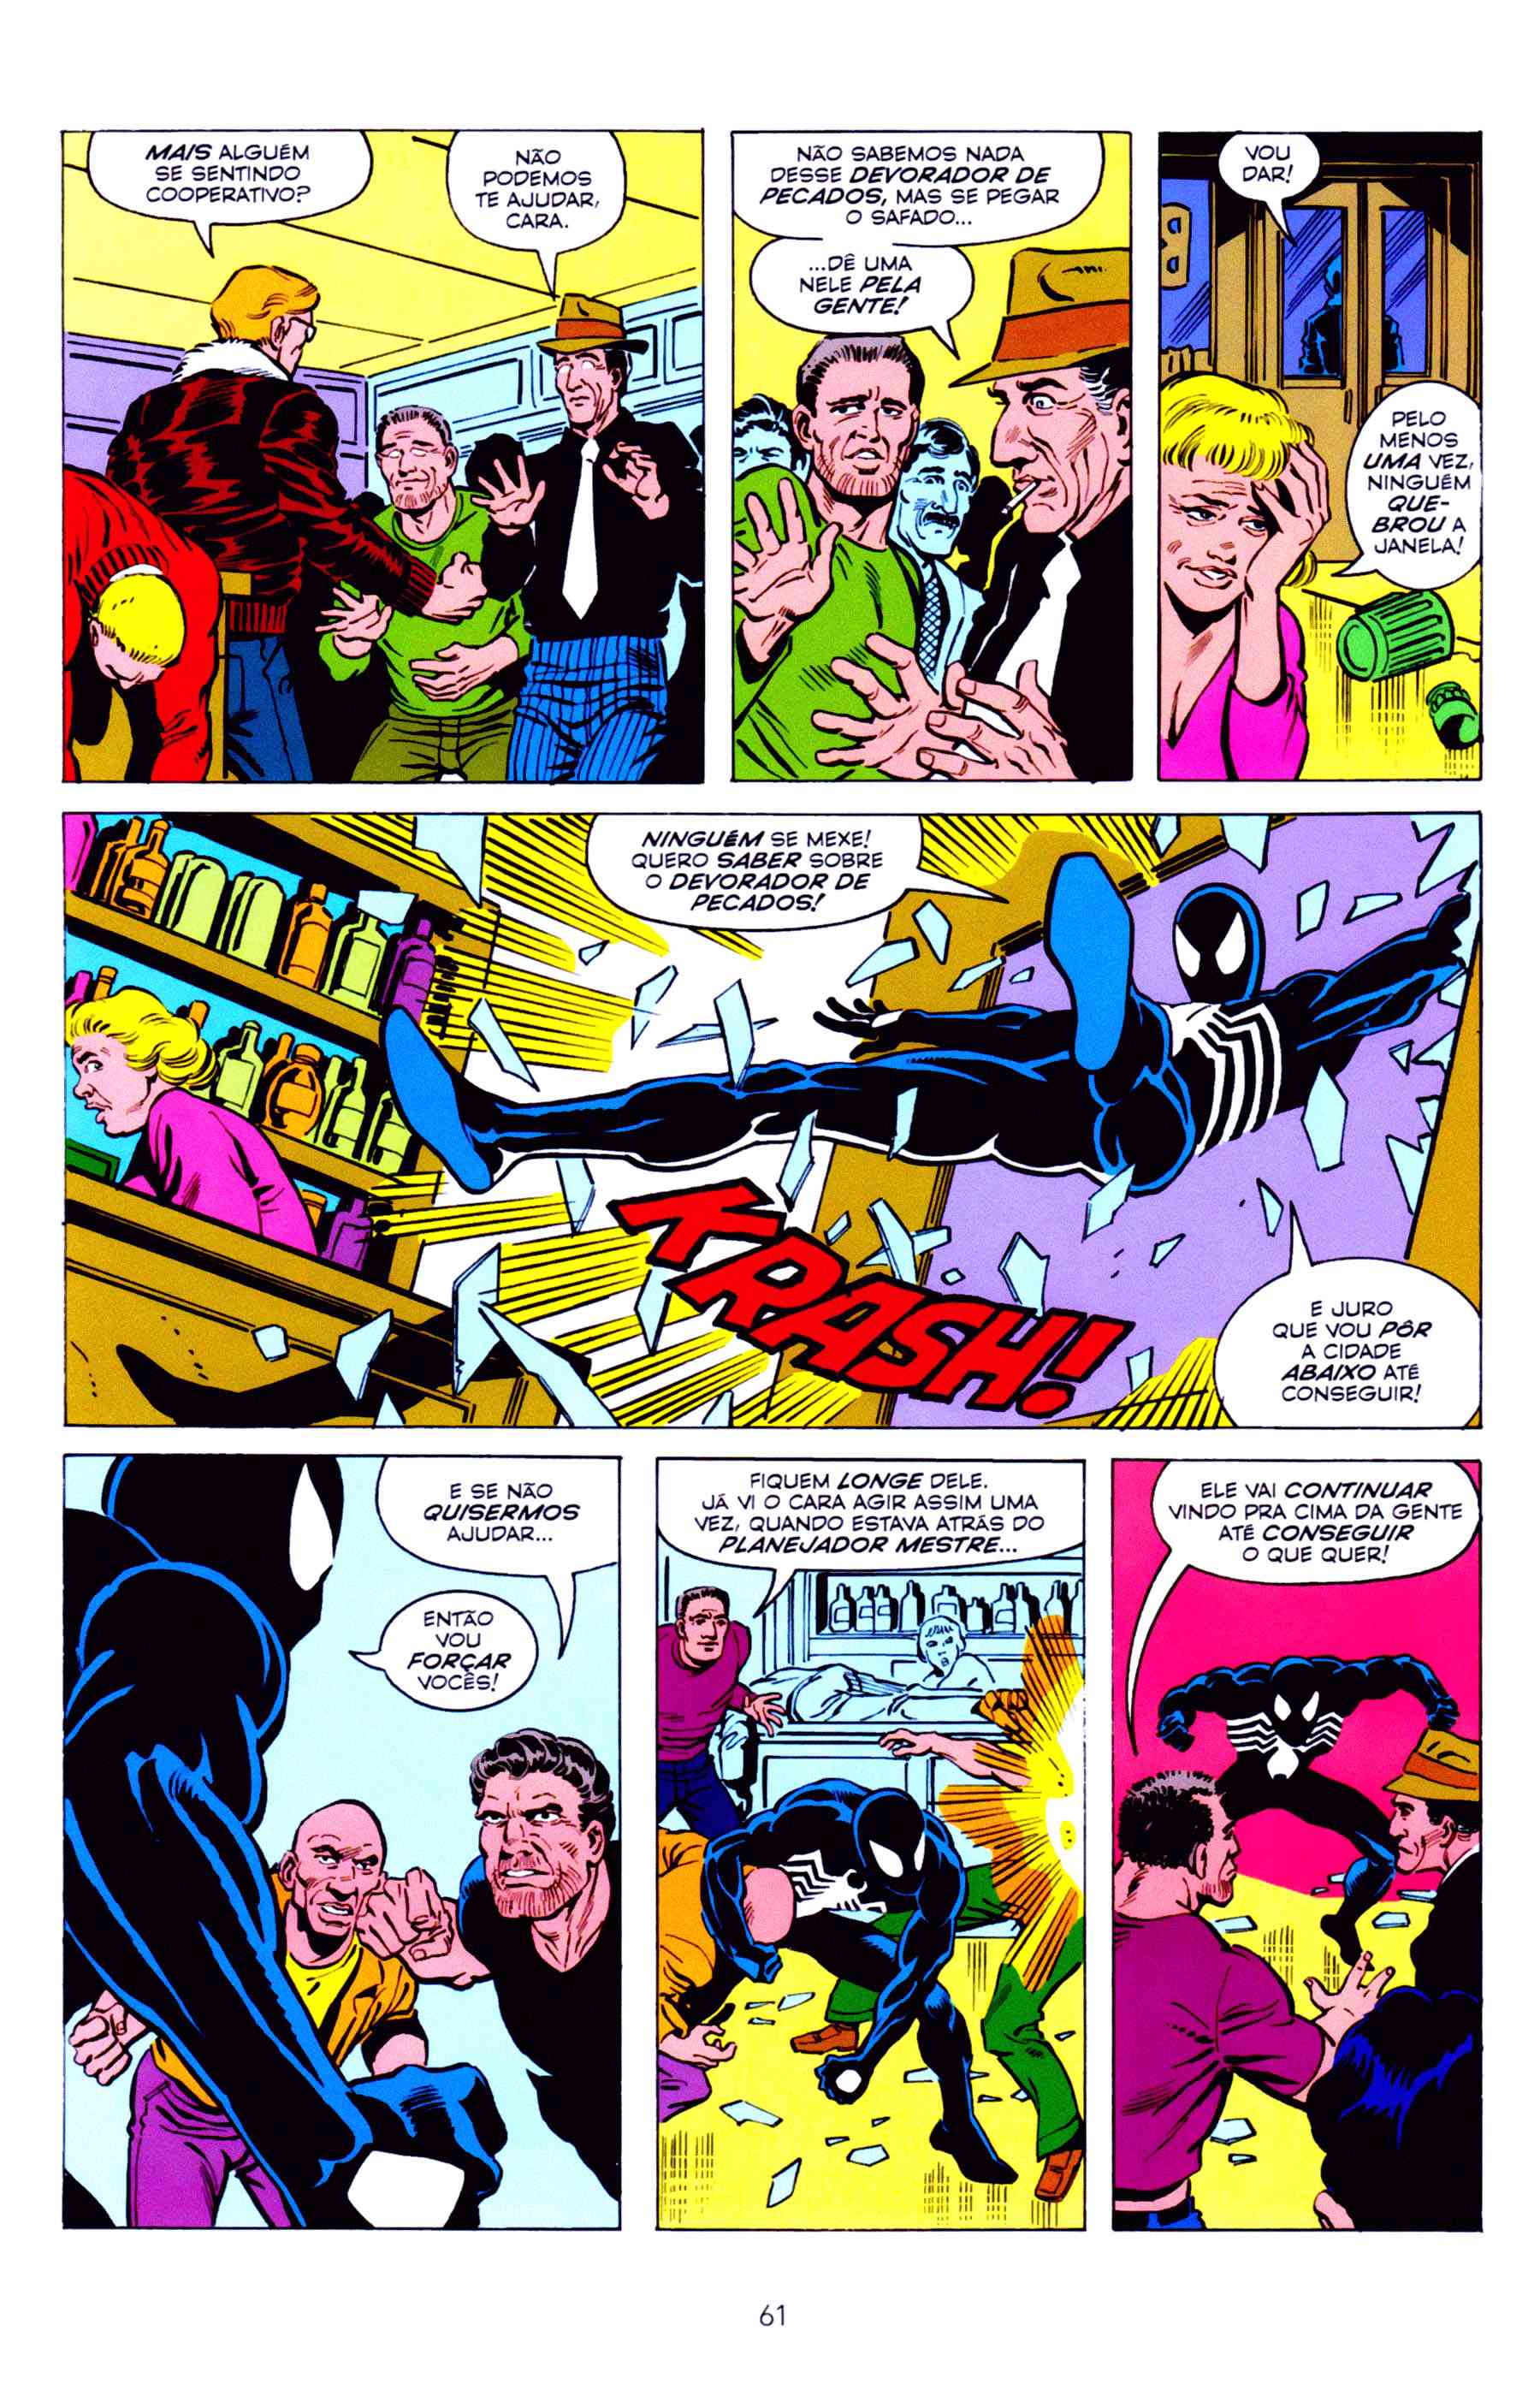 MAIS ALGUÉM
SE SENTINDO
COOPERATIVO?
NÃO
PODEMOS
TE AJUDAR,
CARA.
NÃO SABEMOS NADA
DESSE DEVORADOR DE
PECADOS, MAS SE PEGAR
O SAFADO...
...DÊ UMA
NELE PELA
GENTE!
VOU
DAR!
B
PELO
MENOS
UMA VEZ,
NINGUÉM
QUE-
BROU A
JANELA!
NINGUÉM SE MEXE!
QUERO SABER SOBRE
O DEVORADOR DE
PECADOS!
KRASH!
E JURO
QUE VOU PÔR
A CIDADE
ABAIXO ATÉ
CONSEGUIR!
E SE NÃO
QUISERMOS
AJUDAR...
ENTÃO
VOU
FORÇAR
VOCÊS!
FIQUEM LONGE DELE.
JÁ VI O CARA AGIR ASSIM UMA
VEZ, QUANDO ESTAVA ATRÁS DO
PLANEJADOR MESTRE...
ELE VAI CONTINUAR
VINDO PRA CIMA DA GENTE
ATÉ CONSEGUIR
O QUE QUER!
61